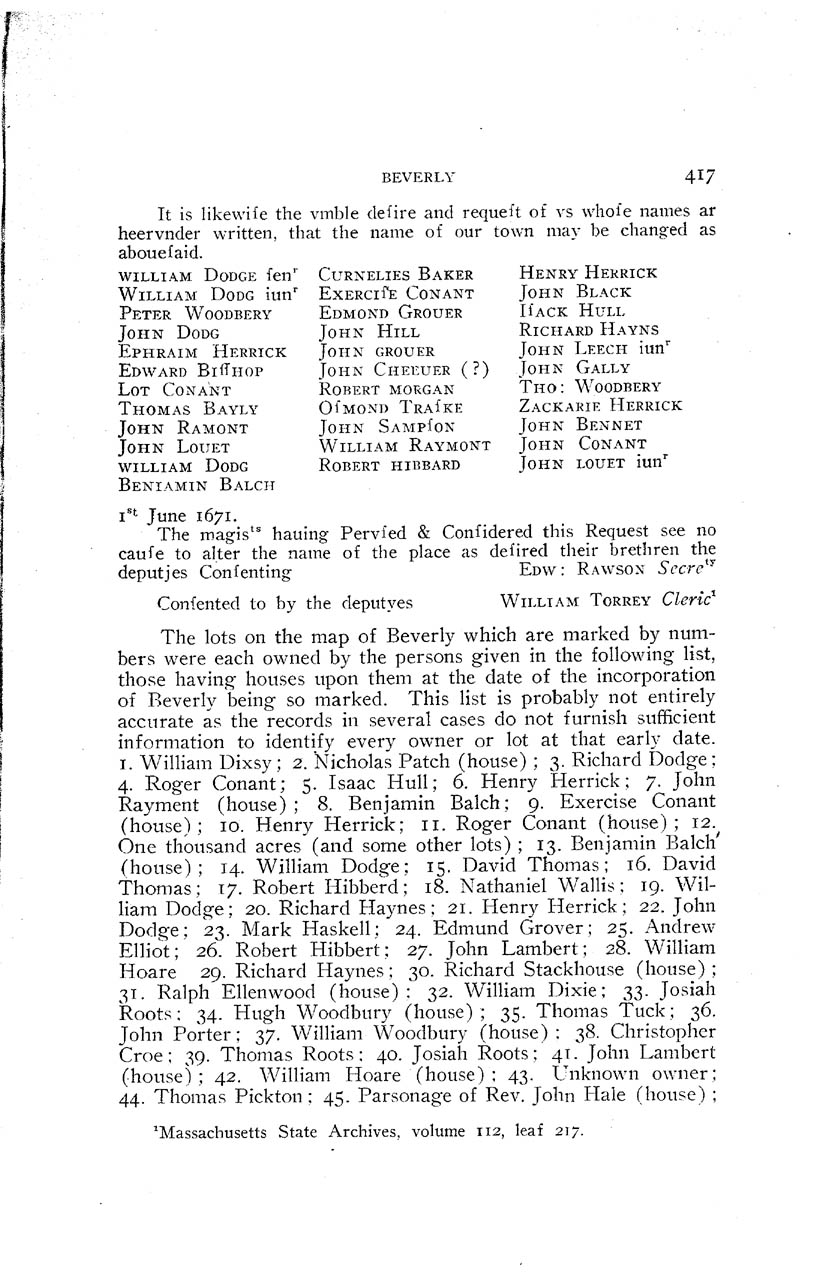 BEVERLY 417
It is likewiſe the vmble deſire and requeſt of vs whoſe names ar
heervnder written, that the name of our town may be changed as
aboueſaid.
WILLIAM DODGE ſenʳ CURNELIES BAKER HENRY HERRICK
WILLIAM DODG iunʳ EXERCIſE CONANT JOHN BLACK
PETER WOODBERY EDMOND GROUER IſACK HULL
JOHN DODG JOHN HILL RICHARD HAYNS
EPHRAIM HERRICK JOHN GROUER JOHN LEECH iunʳ
EDWARD BIſſHOP JOHN CHEEUER (?) JOHN GALLY
LOT CONANT ROBERT MORGAN THO: WOODBERY
THOMAS BAYLY OſMOND TRAſKE ZACKARIE HERRICK
JOHN RAMONT JOHN SAMPſON JOHN BENNET
JOHN LOUET WILLIAM RAYMONT JOHN CONANT
WILLIAM DODG ROBERT HIBBARD JOHN LOUET iunʳ
BENIAMIN BALCH
1ˢᵗ June 1671.
The magisᵗˢ hauing Pervſed & Conſidered this Request see no
cauſe to alter the name of the place as deſired their brethren the
deputjes Conſenting EDW: RAWSON Secreᵗʸ
Conſented to by the deputyes WILLIAM TORREY Cleric¹
The lots on the map of Beverly which are marked by num-
bers were each owned by the persons given in the following list,
those having houses upon them at the date of the incorporation
of Beverly being so marked. This list is probably not entirely
accurate as the records in several cases do not furnish sufficient
information to identify every owner or lot at that early date.
1. William Dixsy; 2. Nicholas Patch (house); 3. Richard Dodge;
4. Roger Conant; 5. Isaac Hull; 6. Henry Herrick; 7. John
Rayment (house); 8. Benjamin Balch; 9. Exercise Conant
(house); 10. Henry Herrick; 11. Roger Conant (house); 12.
One thousand acres (and some other lots); 13. Benjamin Balch
(house); 14. William Dodge; 15. David Thomas; 16. David
Thomas; 17. Robert Hibberd; 18. Nathaniel Wallis; 19. Wil-
liam Dodge; 20. Richard Haynes; 21. Henry Herrick; 22. John
Dodge; 23. Mark Haskell; 24. Edmund Grover; 25. Andrew
Elliot; 26. Robert Hibbert; 27. John Lambert; 28. William
Hoare 29. Richard Haynes; 30. Richard Stackhouse (house);
31. Ralph Ellenwood (house): 32. William Dixie; 33. Josiah
Roots: 34. Hugh Woodbury (house); 35. Thomas Tuck; 36.
John Porter; 37. William Woodbury (house): 38. Christopher
Croe; 39. Thomas Roots: 40. Josiah Roots; 41. John Lambert
(house); 42. William Hoare (house); 43. Unknown owner;
44. Thomas Pickton; 45. Parsonage of Rev. John Hale (house);
¹Massachusetts State Archives, volume 112, leaf 217.